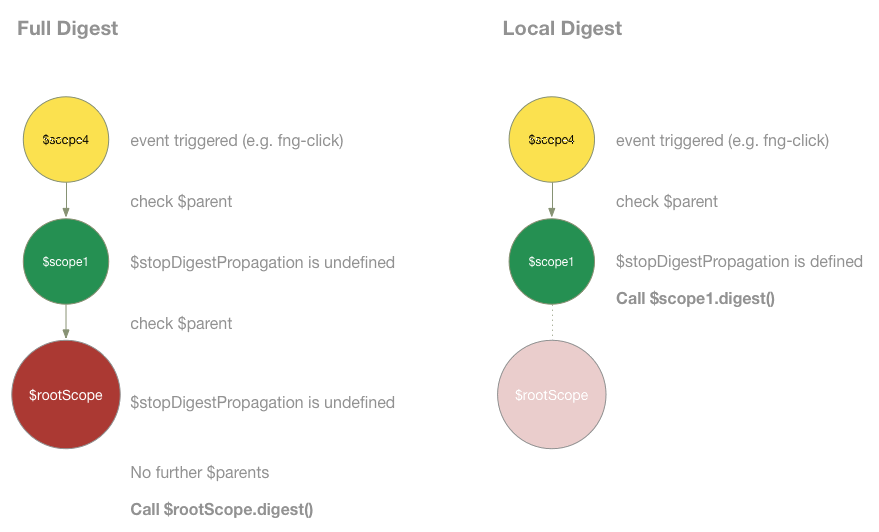 Full Digest
$scope4
event triggered (e.g. fng-click)
check $parent
$scope1
$stopDigestPropagation is undefined
check $parent
$rootScope
$stopDigestPropagation is undefined
No further $parents
Call $rootScope.digest()
Local Digest
$scope4
event triggered (e.g. fng-click)
check $parent
$scope1
$stopDigestPropagation is defined
Call $scope1.digest()
$rootScope